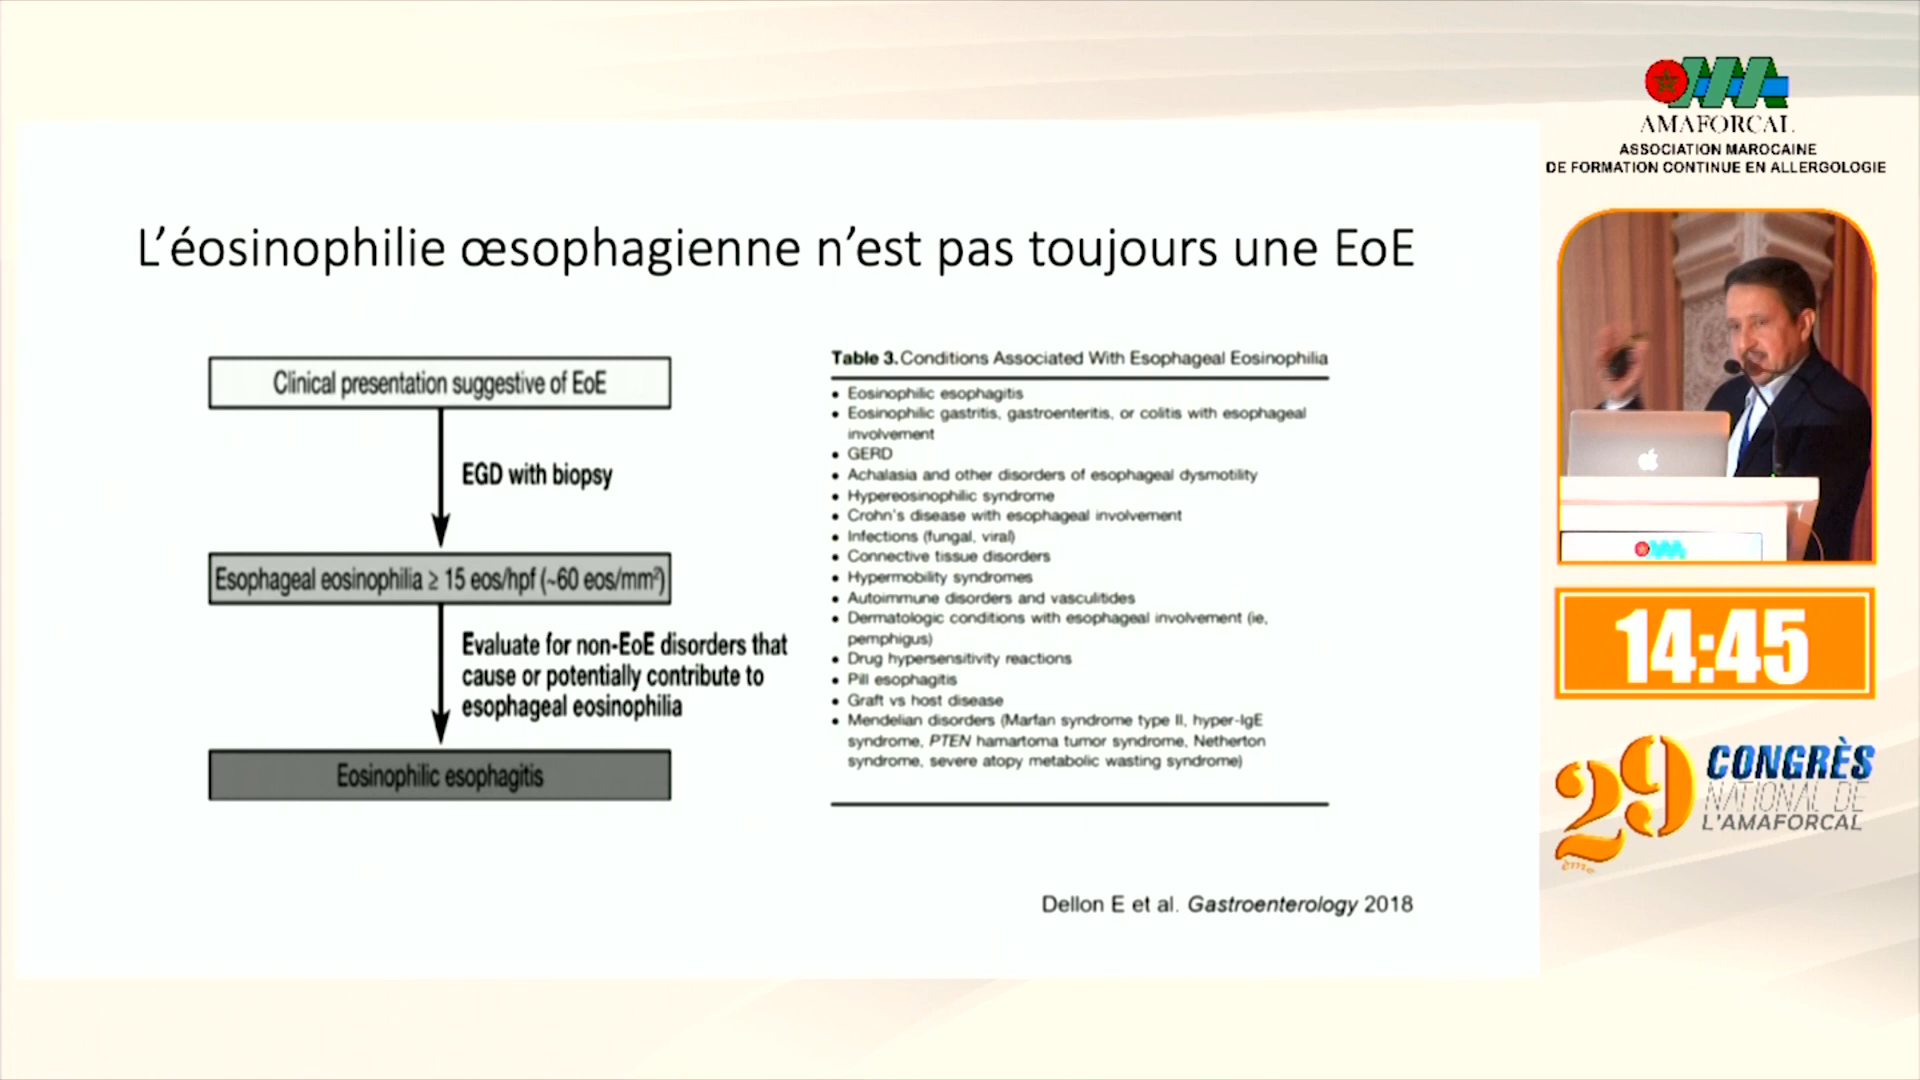 L'éosinophilie œsophagienne n'est pas toujours une EoE
Clinical presentation suggestive of EoE
EGD with biopsy
Esophageal eosinophilia ≥ 15 eos/hpf (~60 eos/mm²)
Evaluate for non-EoE disorders that
cause or potentially contribute to
esophageal eosinophilia
Eosinophilic esophagitis
Table 3. Conditions Associated With Esophageal Eosinophilia
• Eosinophilic esophagitis
• Eosinophilic gastritis, gastroenteritis, or colitis with esophageal
involvement
• GERD
• Achalasia and other disorders of esophageal dysmotility
• Hypereosinophilic syndrome
• Crohn's disease with esophageal involvement
• Infections (fungal, viral)
• Connective tissue disorders
• Hypermobility syndromes
• Autoimmune disorders and vasculitides
• Dermatologic conditions with esophageal involvement (ie,
pemphigus)
• Drug hypersensitivity reactions
• Pill esophagitis
• Graft vs host disease
• Mendelian disorders (Marfan syndrome type II, hyper-IgE
syndrome, PTEN hamartoma tumor syndrome, Netherton
syndrome, severe atopy metabolic wasting syndrome)
Dellon E et al. Gastroenterology 2018
AMAFORCAL
ASSOCIATION MAROCAINE
DE FORMATION CONTINUE EN ALLERGOLOGIE
14:45
29
ème
CONGRÈS
NATIONAL DE
L'AMAFORCAL